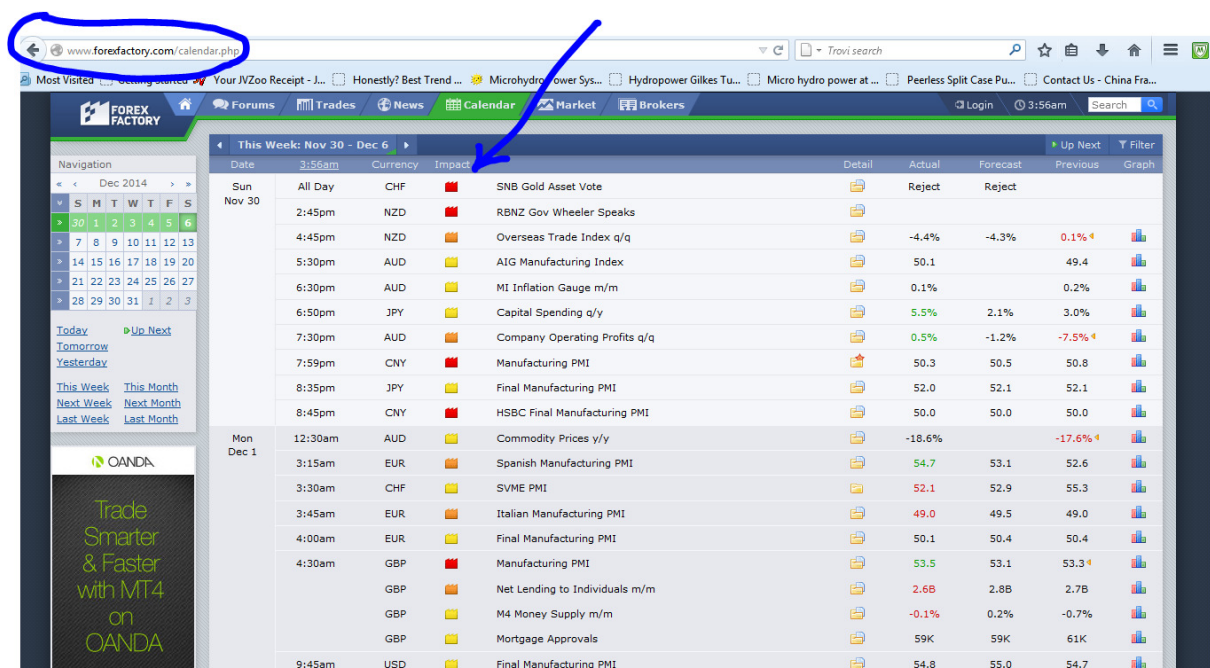 www.forexfactory.com/calendar.php
Trovi search
Most Visited Getting Started Your JVZoo Receipt - J... Honestly? Best Trend ... Microhydro Power Sys... Hydropower Gilkes Tu... Micro hydro power at ... Peerless Split Case Pu... Contact Us - China Fra...
FOREX
FACTORY
Forums Trades News Calendar Market Brokers Login 3:56am Search
This Week: Nov 30 - Dec 6 Up Next Filter
Date 3:56am Currency Impact Detail Actual Forecast Previous Graph
Navigation
« ‹ Dec 2014 › »
S M T W T F S
30 1 2 3 4 5 6
7 8 9 10 11 12 13
14 15 16 17 18 19 20
21 22 23 24 25 26 27
28 29 30 31 1 2 3
Today Up Next
Tomorrow
Yesterday
This Week This Month
Next Week Next Month
Last Week Last Month
OANDA
Trade
Smarter
& Faster
with MT4
on
OANDA
Sun All Day CHF SNB Gold Asset Vote Reject Reject
Nov 30
2:45pm NZD RBNZ Gov Wheeler Speaks
4:45pm NZD Overseas Trade Index q/q -4.4% -4.3% 0.1%
5:30pm AUD AIG Manufacturing Index 50.1 49.4
6:30pm AUD MI Inflation Gauge m/m 0.1% 0.2%
6:50pm JPY Capital Spending q/y 5.5% 2.1% 3.0%
7:30pm AUD Company Operating Profits q/q 0.5% -1.2% -7.5%
7:59pm CNY Manufacturing PMI 50.3 50.5 50.8
8:35pm JPY Final Manufacturing PMI 52.0 52.1 52.1
8:45pm CNY HSBC Final Manufacturing PMI 50.0 50.0 50.0
Mon 12:30am AUD Commodity Prices y/y -18.6% -17.6%
Dec 1
3:15am EUR Spanish Manufacturing PMI 54.7 53.1 52.6
3:30am CHF SVME PMI 52.1 52.9 55.3
3:45am EUR Italian Manufacturing PMI 49.0 49.5 49.0
4:00am EUR Final Manufacturing PMI 50.1 50.4 50.4
4:30am GBP Manufacturing PMI 53.5 53.1 53.3
GBP Net Lending to Individuals m/m 2.6B 2.8B 2.7B
GBP M4 Money Supply m/m -0.1% 0.2% -0.7%
GBP Mortgage Approvals 59K 59K 61K
9:45am USD Final Manufacturing PMI 54.8 55.0 54.7